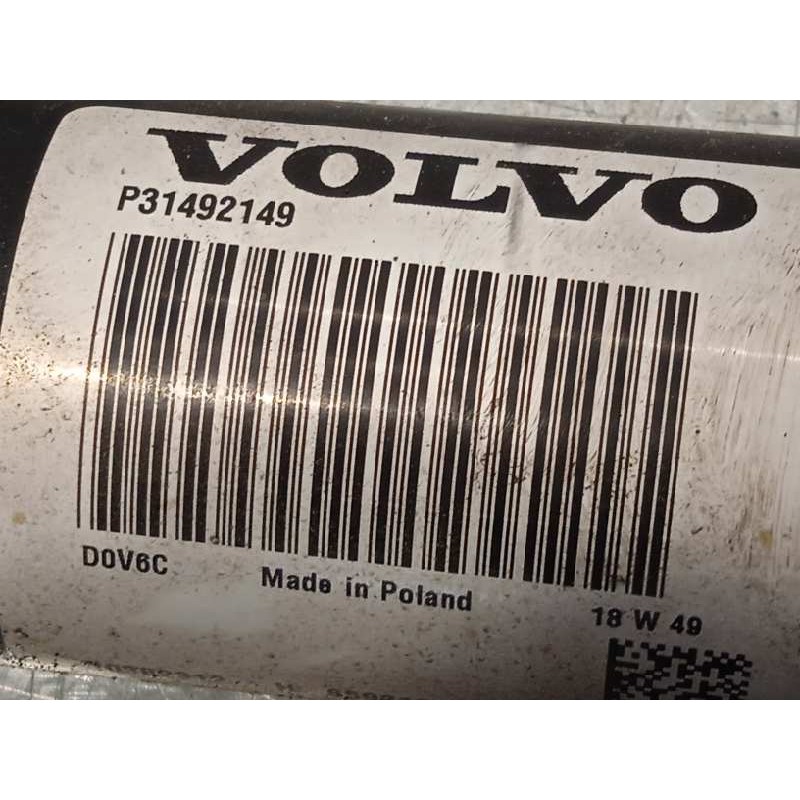 VOLVO
P31492149
D0V6C
Made in Poland
18 W 49